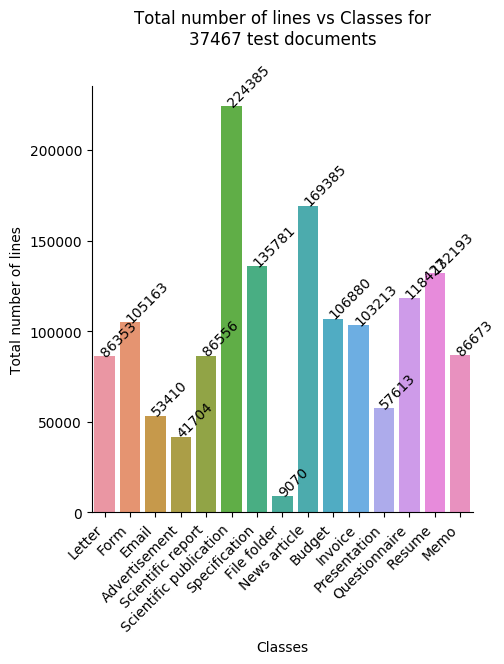 Total number of lines vs Classes for
37467 test documents
Total number of lines
200000
150000
100000
50000
0
86353
105163
53410
41704
86556
224385
135781
9070
169385
106880
103213
57613
132193
86673
Letter
Form
Email
Advertisement
Scientific report
Scientific publication
Specification
File folder
News article
Budget
Invoice
Presentation
Questionnaire
Resume
Memo
Classes